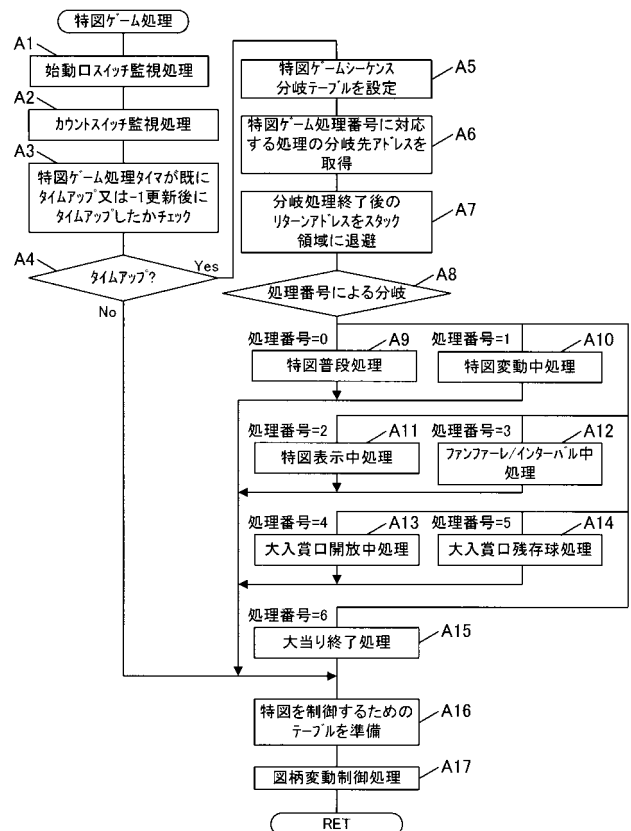 特図ゲーム処理
A1
始動口スイッチ監視処理
A2
カウントスイッチ監視処理
A3
特図ゲーム処理タイマが既に
タイムアップ又は-1更新後に
タイムアップしたかチェック
A4
タイムアップ?
Yes
No
特図ゲームシーケンス
分岐テーブルを設定
A5
特図ゲーム処理番号に対応
する処理の分岐先アドレスを
取得
A6
分岐処理終了後の
リターンアドレスをスタック
領域に退避
A7
A8
処理番号による分岐
処理番号=0
A9
特図普段処理
処理番号=1
A10
特図変動中処理
処理番号=2
A11
特図表示中処理
処理番号=3
A12
ファンファーレ/インターバル中
処理
処理番号=4
A13
大入賞口開放中処理
処理番号=5
A14
大入賞口残存球処理
処理番号=6
大当り終了処理
A15
特図を制御するための
テーブルを準備
A16
図柄変動制御処理
A17
RET